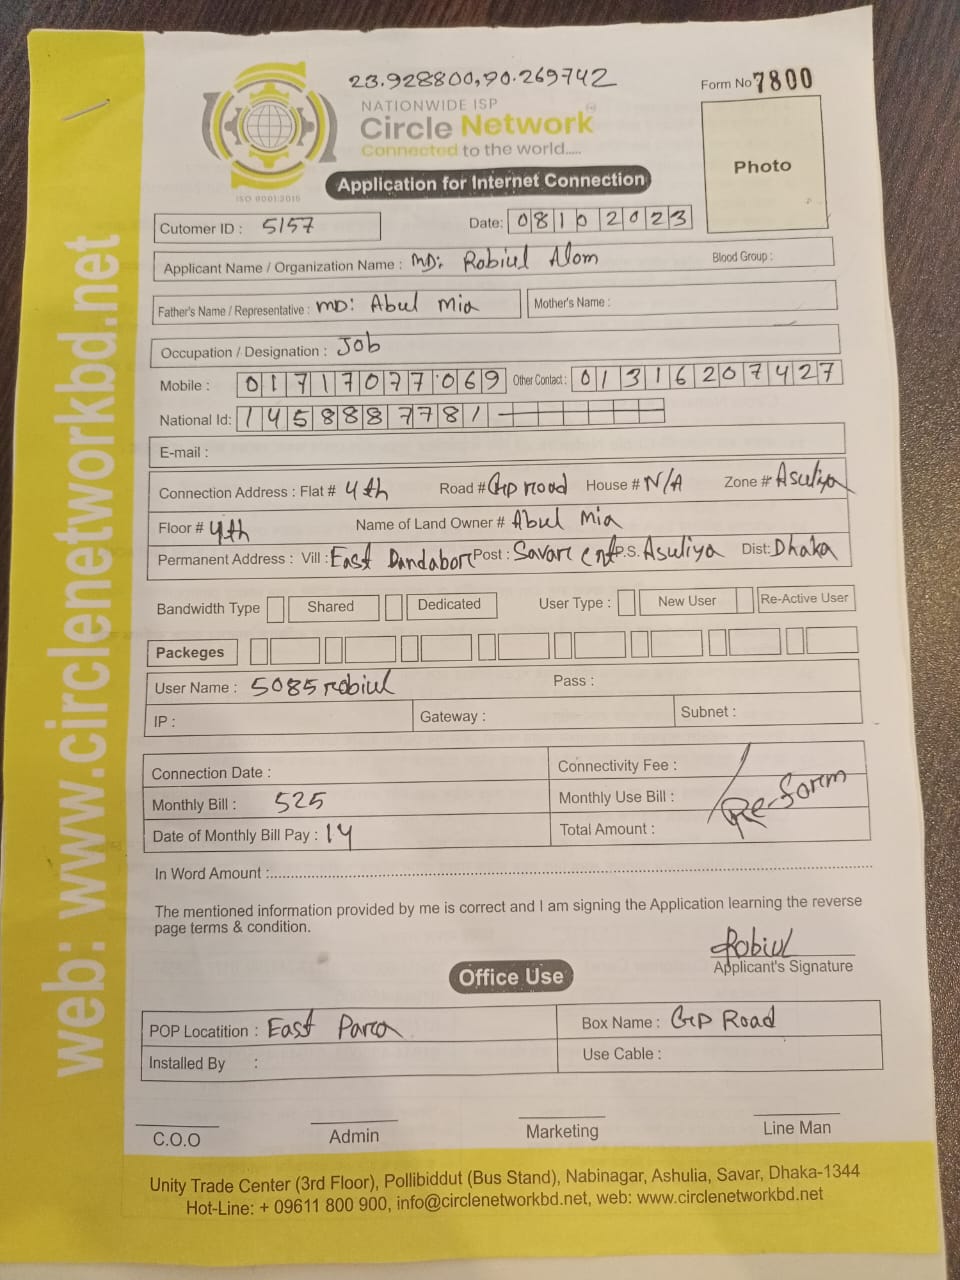 23.928800,90.269742
Form No 7800
NATIONWIDE ISP
Circle Network
Connected to the world.....
ISO 9001:2015
Photo
Application for Internet Connection
Cutomer ID : 5157
Date: 08102023
Applicant Name / Organization Name : MD: Robiul Alom Blood Group :
Father's Name / Representative : MD: Abul Mia Mother's Name :
Occupation / Designation : Job
Mobile : 01717077069 Other Contact : 01316207427
National Id: 1458887781
E-mail :
Connection Address : Flat # 4th Road # GP Road House # N/A Zone # Asuliya
Floor # 4th Name of Land Owner # Abul Mia
Permanent Address : Vill : East Dandabor Post : Savar Cnt P.S. Asuliya Dist: Dhaka
Bandwidth Type Shared Dedicated User Type : New User Re-Active User
Packeges
User Name : 5085robiul Pass :
IP : Gateway : Subnet :
Connection Date : Connectivity Fee :
Monthly Bill : 525 Monthly Use Bill :
Re-Form
Date of Monthly Bill Pay : 14 Total Amount :
In Word Amount :
The mentioned information provided by me is correct and I am signing the Application learning the reverse
page terms & condition.
Robiul
Applicant's Signature
Office Use
POP Locatition : East Para Box Name : GP Road
Installed By : Use Cable :
C.O.O Admin Marketing Line Man
Unity Trade Center (3rd Floor), Pollibiddut (Bus Stand), Nabinagar, Ashulia, Savar, Dhaka-1344
Hot-Line: + 09611 800 900, info@circlenetworkbd.net, web: www.circlenetworkbd.net
web: www.circlenetworkbd.net